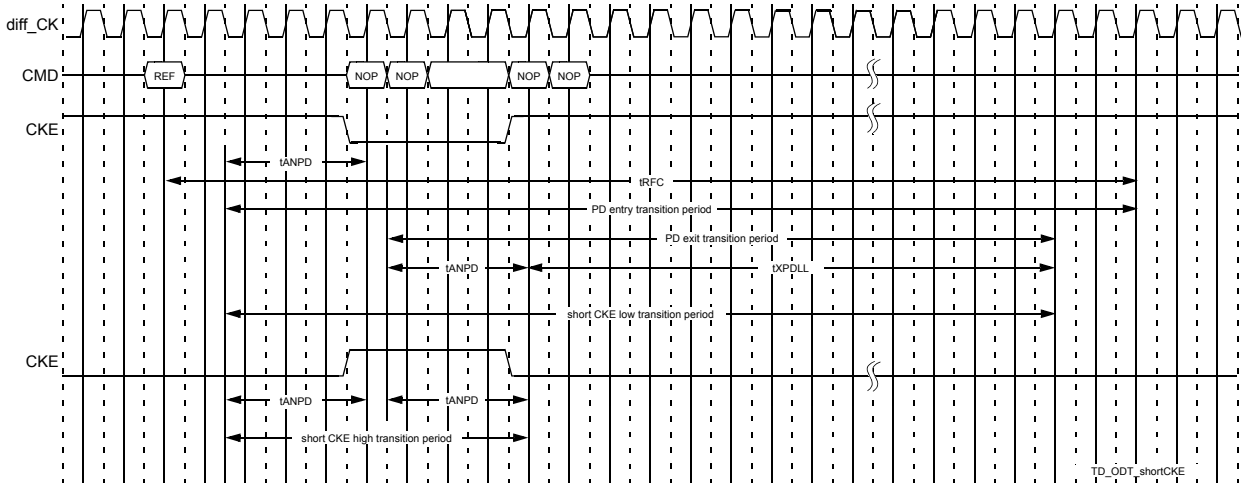 diff_CK
CMD REF NOP NOP NOP NOP
CKE
tANPD
tRFC
PD entry transition period
PD exit transition period
tANPD tXPDLL
short CKE low transition period
CKE
tANPD tANPD
short CKE high transition period
TD_ODT_shortCKE